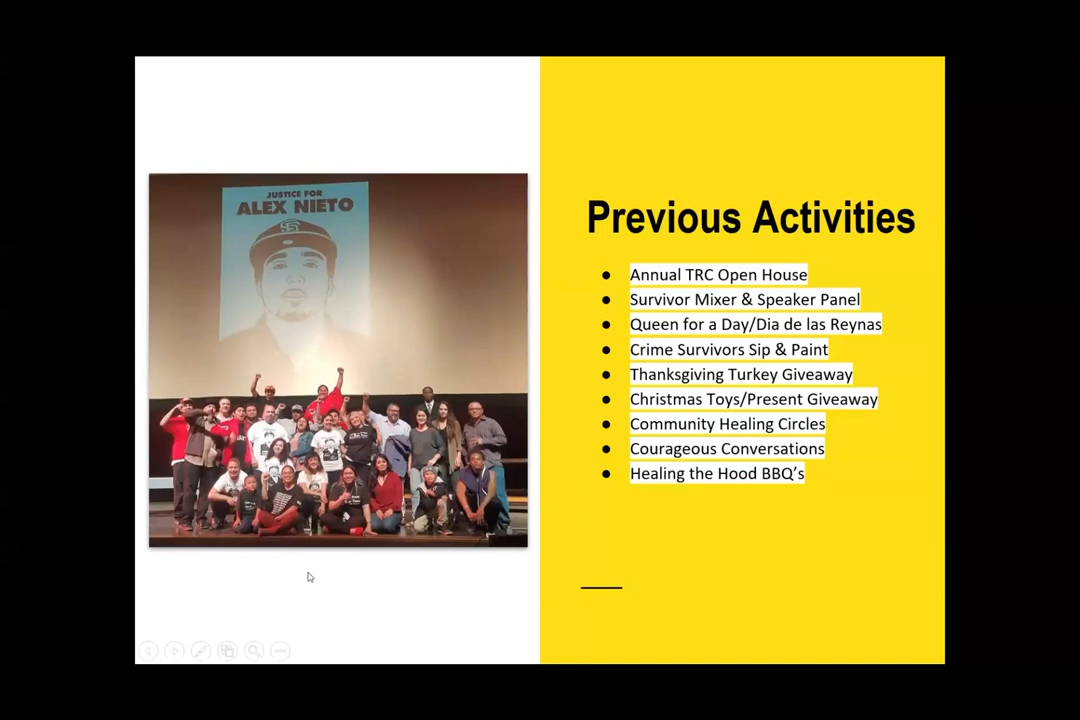 JUSTICE FOR
ALEX NIETO
SF
Previous Activities
● Annual TRC Open House
● Survivor Mixer & Speaker Panel
● Queen for a Day/Dia de las Reynas
● Crime Survivors Sip & Paint
● Thanksgiving Turkey Giveaway
● Christmas Toys/Present Giveaway
● Community Healing Circles
● Courageous Conversations
● Healing the Hood BBQ’s